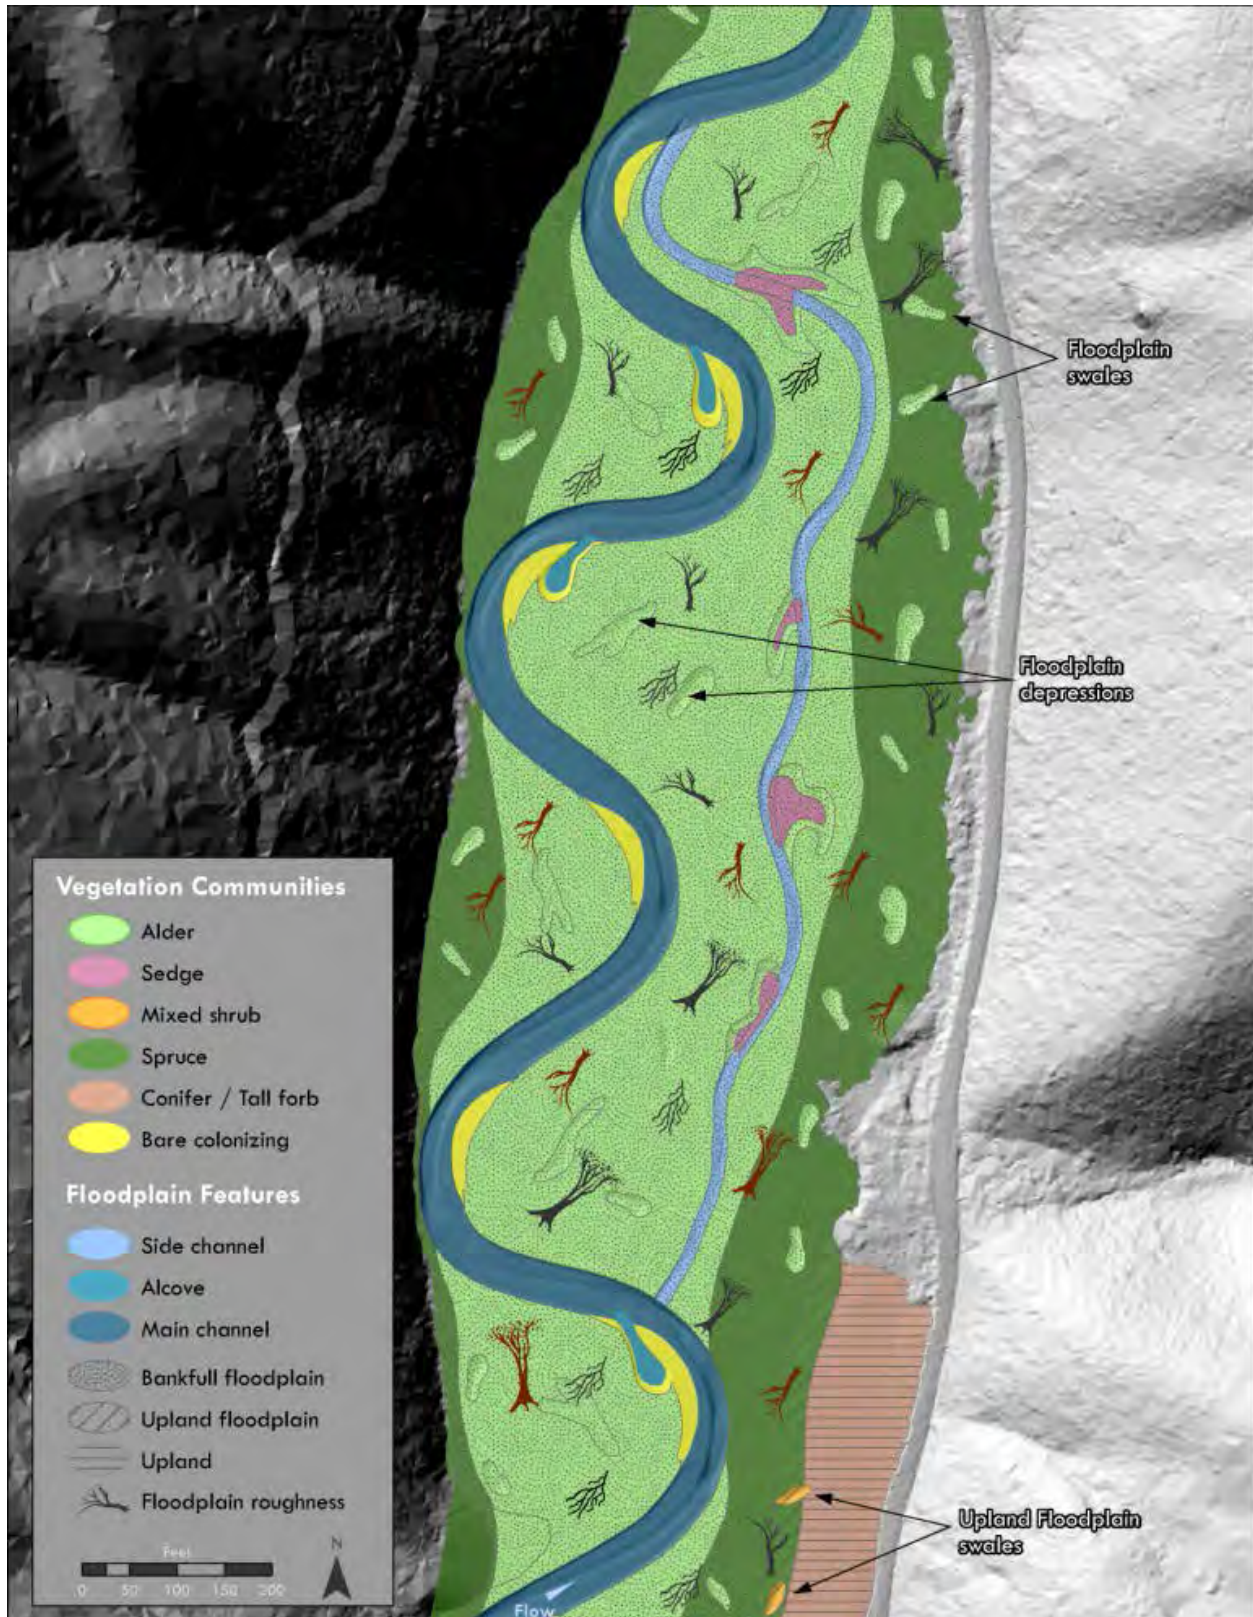 Floodplain
swales
Floodplain
depressions
Vegetation Communities
Alder
Sedge
Mixed shrub
Spruce
Conifer / Tall forb
Bare colonizing
Floodplain Features
Side channel
Alcove
Main channel
Bankfull floodplain
Upland floodplain
Upland
Floodplain roughness
Feet
0 50 100 150 200
N
Upland Floodplain
swales
Flow